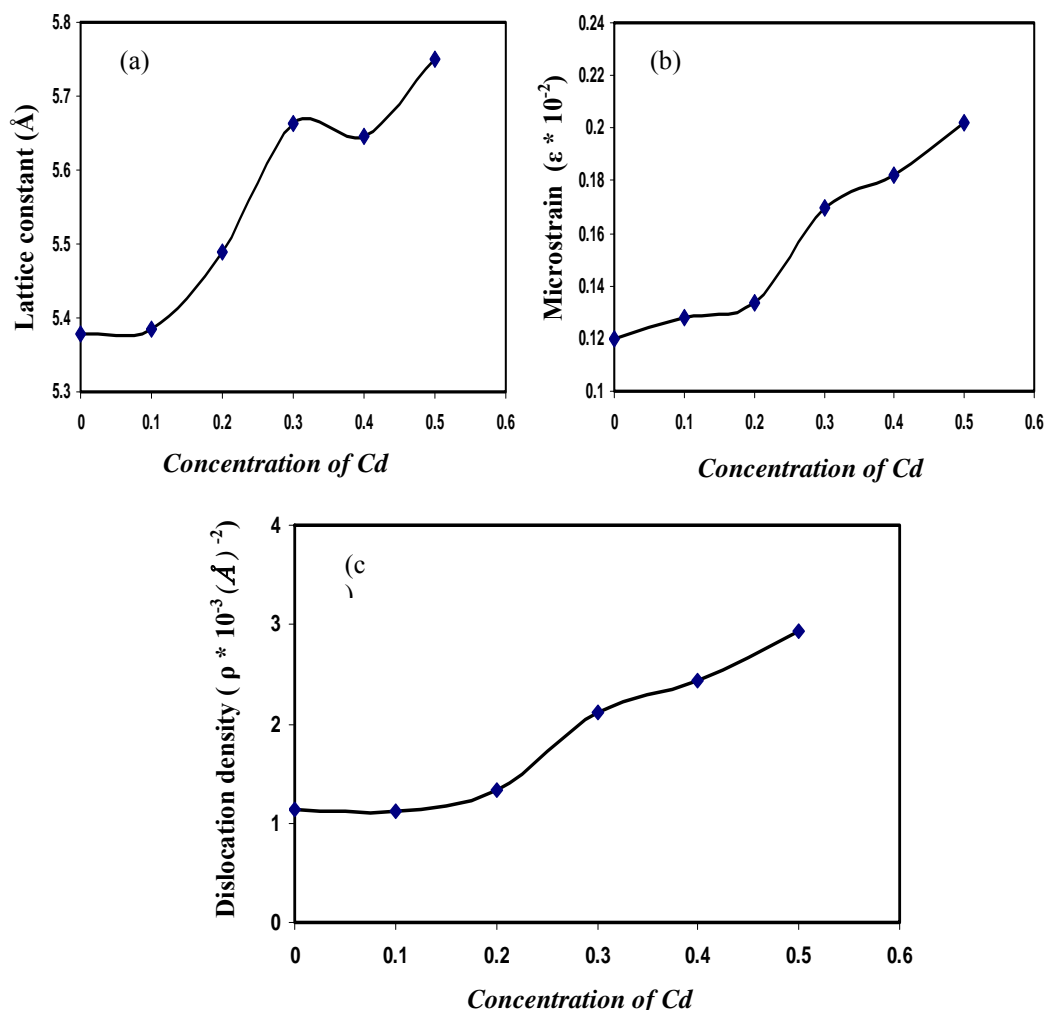 (a)
Lattice constant (Å)
5.8
5.7
5.6
5.5
5.4
5.3
0 0.1 0.2 0.3 0.4 0.5 0.6
Concentration of Cd
(b)
Microstrain (ε * 10⁻²)
0.24
0.22
0.2
0.18
0.16
0.14
0.12
0.1
0 0.1 0.2 0.3 0.4 0.5 0.6
Concentration of Cd
(c
)
Dislocation density ( ρ * 10⁻³ (Å) ⁻²
4
3
2
1
0
0 0.1 0.2 0.3 0.4 0.5 0.6
Concentration of Cd